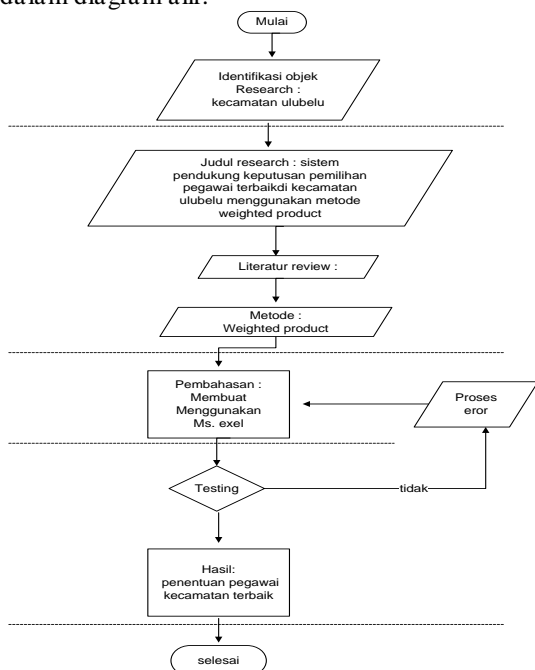 dalam diagram alir.
Mulai
Identifikasi objek
Research :
kecamatan ulubelu
Judul research : sistem
pendukung keputusan pemilihan
pegawai terbaikdi kecamatan
ulubelu menggunakan metode
weighted product
Literatur review :
Metode :
Weighted product
Pembahasan :
Membuat
Menggunakan
Ms. exel
Proses
eror
Testing
tidak
Hasil:
penentuan pegawai
kecamatan terbaik
selesai